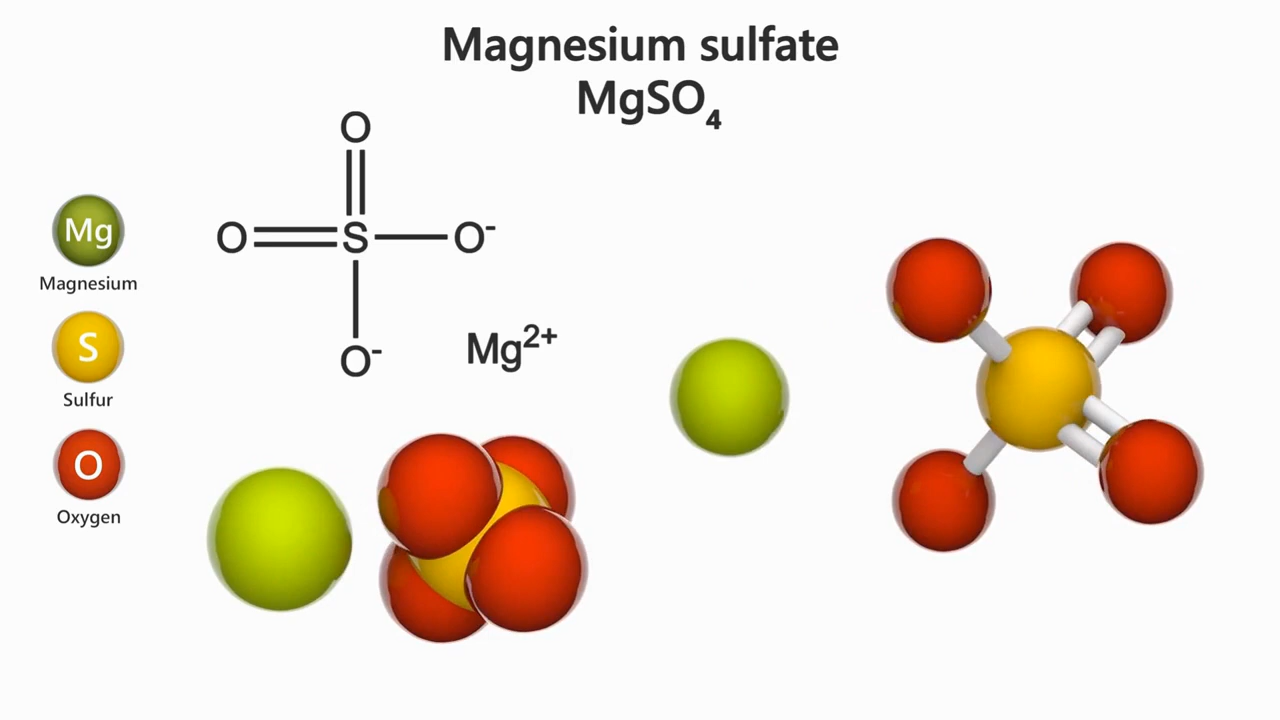 Magnesium sulfate
MgSO₄
O
O S O⁻
O⁻
Mg²⁺
Mg
Magnesium
S
Sulfur
O
Oxygen